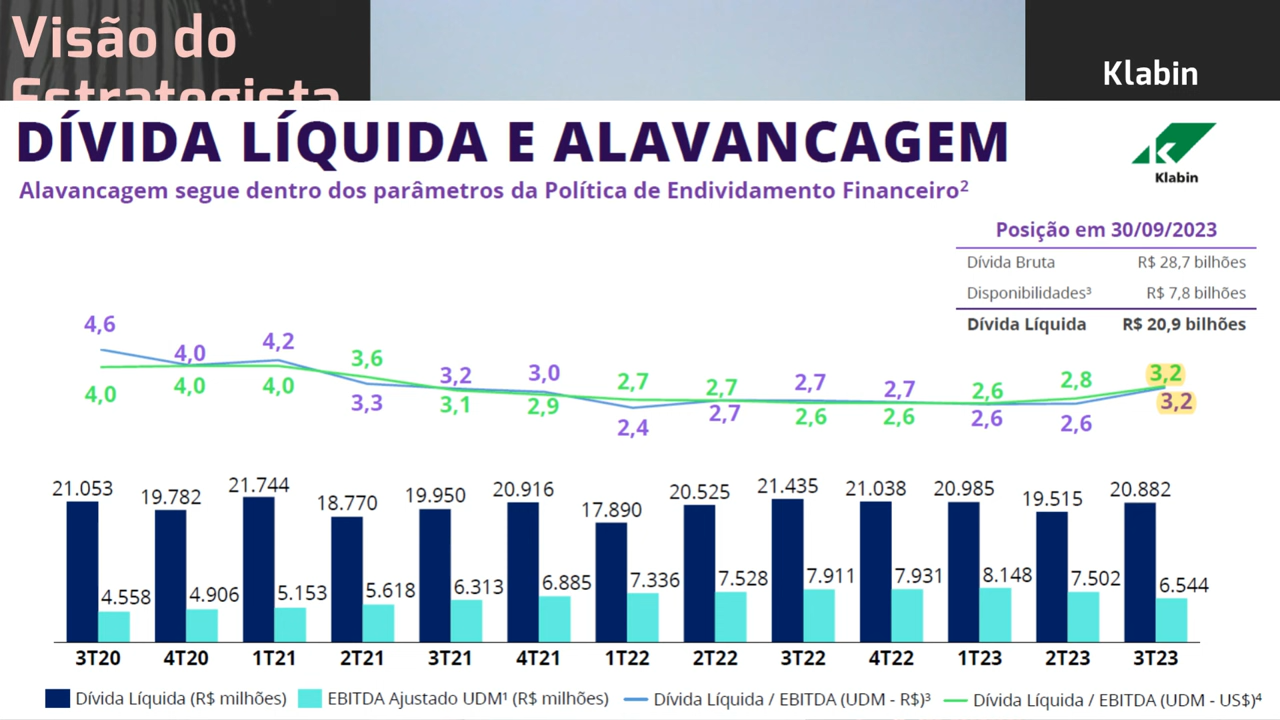 Visão do
Estrategista
Klabin
DÍVIDA LÍQUIDA E ALAVANCAGEM
Klabin
Alavancagem segue dentro dos parâmetros da Política de Endividamento Financeiro²
Posição em 30/09/2023
Dívida Bruta R$ 28,7 bilhões
Disponibilidades³ R$ 7,8 bilhões
Dívida Líquida R$ 20,9 bilhões
4,6 4,0 4,2 3,6 3,2 3,0 2,7 2,7 2,7 2,7 2,6 2,8 3,2
4,0 4,0 4,0 3,3 3,1 2,9 2,4 2,7 2,6 2,6 2,6 2,6 3,2
21.053 19.782 21.744 18.770 19.950 20.916 17.890 20.525 21.435 21.038 20.985 19.515 20.882
4.558 4.906 5.153 5.618 6.313 6.885 7.336 7.528 7.911 7.931 8.148 7.502 6.544
3T20 4T20 1T21 2T21 3T21 4T21 1T22 2T22 3T22 4T22 1T23 2T23 3T23
Dívida Líquida (R$ milhões) EBITDA Ajustado UDM¹ (R$ milhões) Dívida Líquida / EBITDA (UDM - R$)³ Dívida Líquida / EBITDA (UDM - US$)⁴